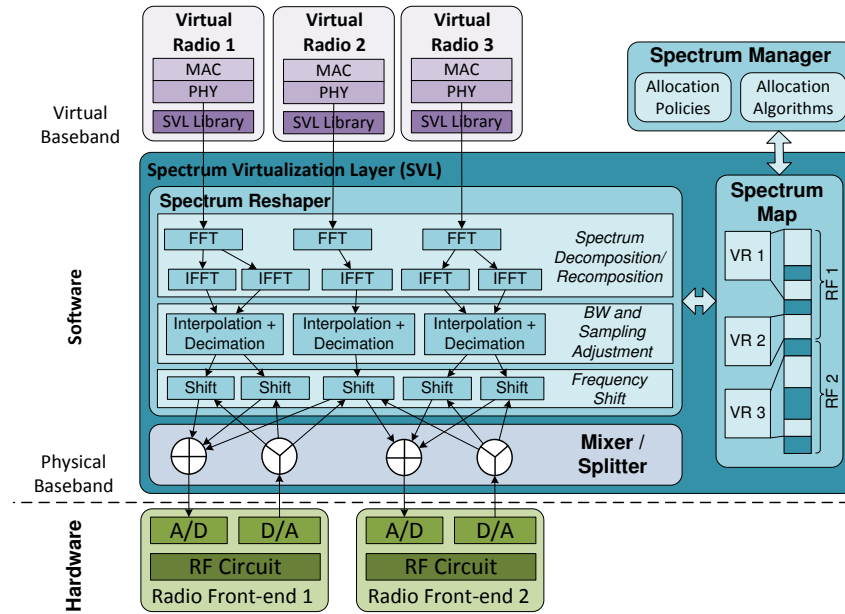 Virtual
Radio 1
MAC
PHY
SVL Library
Virtual
Radio 2
MAC
PHY
SVL Library
Virtual
Radio 3
MAC
PHY
SVL Library
Spectrum Manager
Allocation
Policies
Allocation
Algorithms
Virtual
Baseband
Software
Physical
Baseband
Spectrum Virtualization Layer (SVL)
Spectrum Reshaper
FFT
FFT
FFT
IFFT
IFFT
IFFT
IFFT
IFFT
Spectrum
Decomposition/
Recomposition
Interpolation +
Decimation
Interpolation +
Decimation
Interpolation +
Decimation
BW and
Sampling
Adjustment
Shift
Shift
Shift
Shift
Shift
Frequency
Shift
Mixer /
Splitter
Spectrum
Map
VR 1
VR 2
VR 3
RF 1
RF 2
Hardware
A/D
D/A
RF Circuit
Radio Front-end 1
A/D
D/A
RF Circuit
Radio Front-end 2